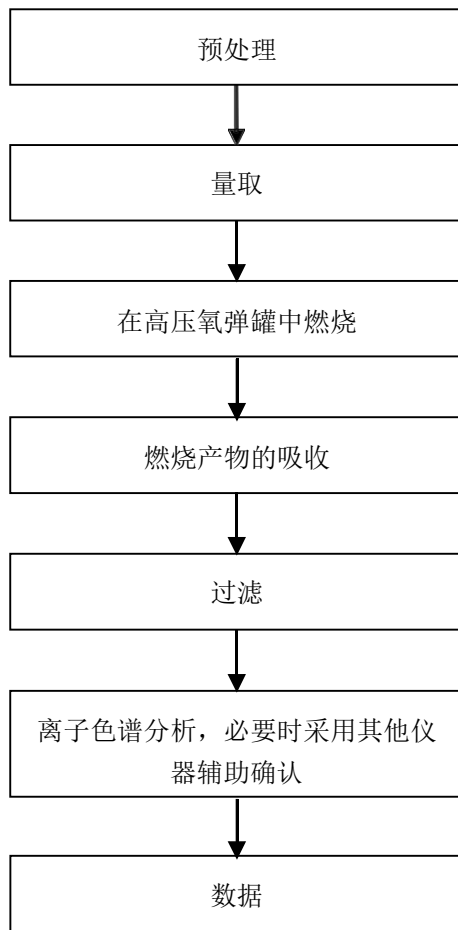 预处理
量取
在高压氧弹罐中燃烧
燃烧产物的吸收
过滤
离子色谱分析，必要时采用其他仪
器辅助确认
数据